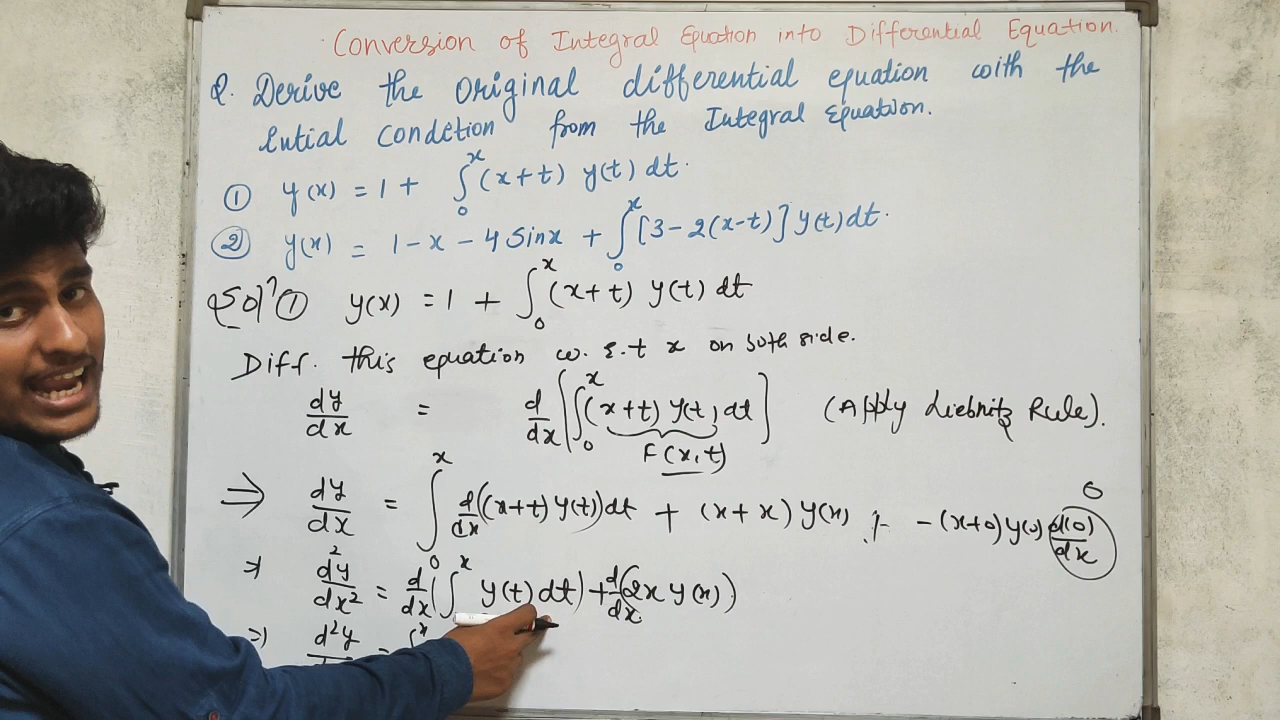 Conversion of Integral Equation into Differential Equation.
Q. Derive the original differential equation with the
Intial Condition from the Integral Equation.
① y(x) = 1 + ∫₀ˣ (x+t) y(t) dt.
② y(x) = 1 - x - 4 Sinx + ∫₀ˣ [3 - 2(x-t)] y(t) dt.
Solⁿ ① y(x) = 1 + ∫₀ˣ (x+t) y(t) dt
Diff. this equation w.r.t x on both side.
dy/dx = d/dx [∫₀ˣ (x+t) y(t) dt] (Apply Liebnitz Rule).
F(x,t)
⇒ dy/dx = ∫₀ˣ d/dx((x+t) y(t)) dt + (x+x) y(x) · 1 - (x+0) y(0) d(0)/dx 0
⇒ d²y/dx² = d/dx(∫₀ˣ y(t) dt) + d/dx(2x y(x))
⇒ d²y = ∫ˣ